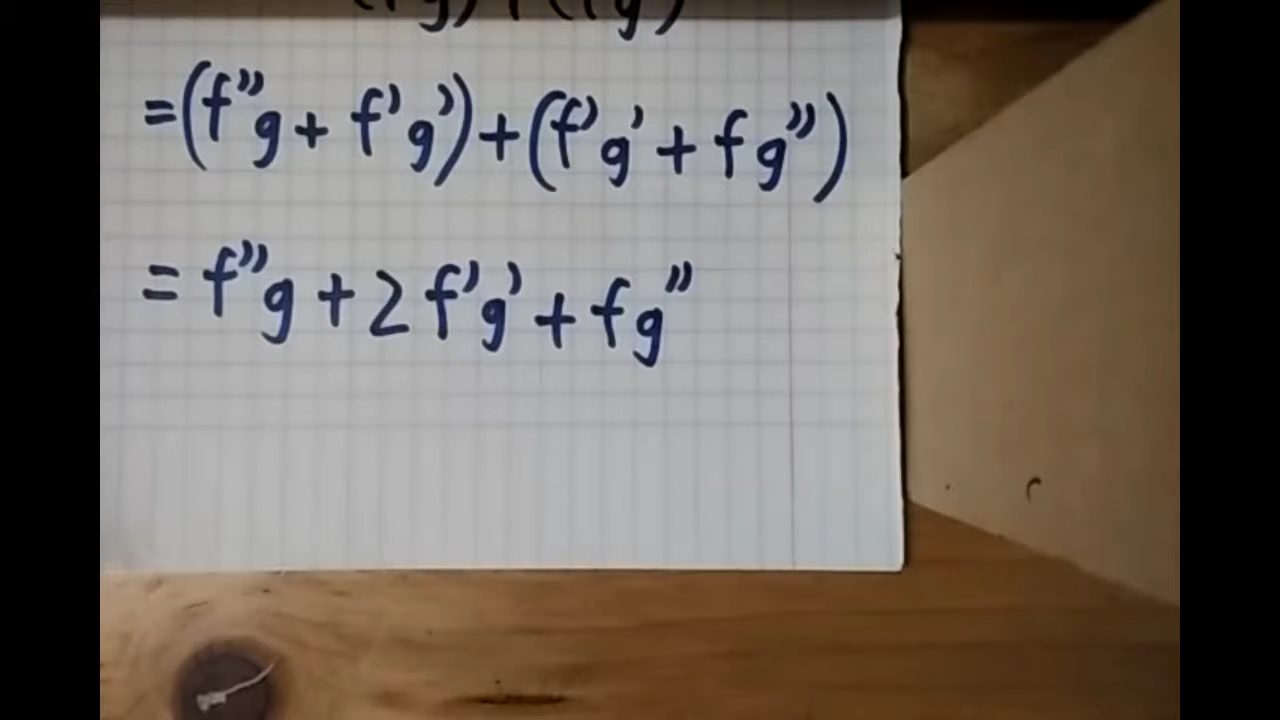 =(f''g + f'g') + (f'g' + fg'')
= f''g + 2f'g' + fg''